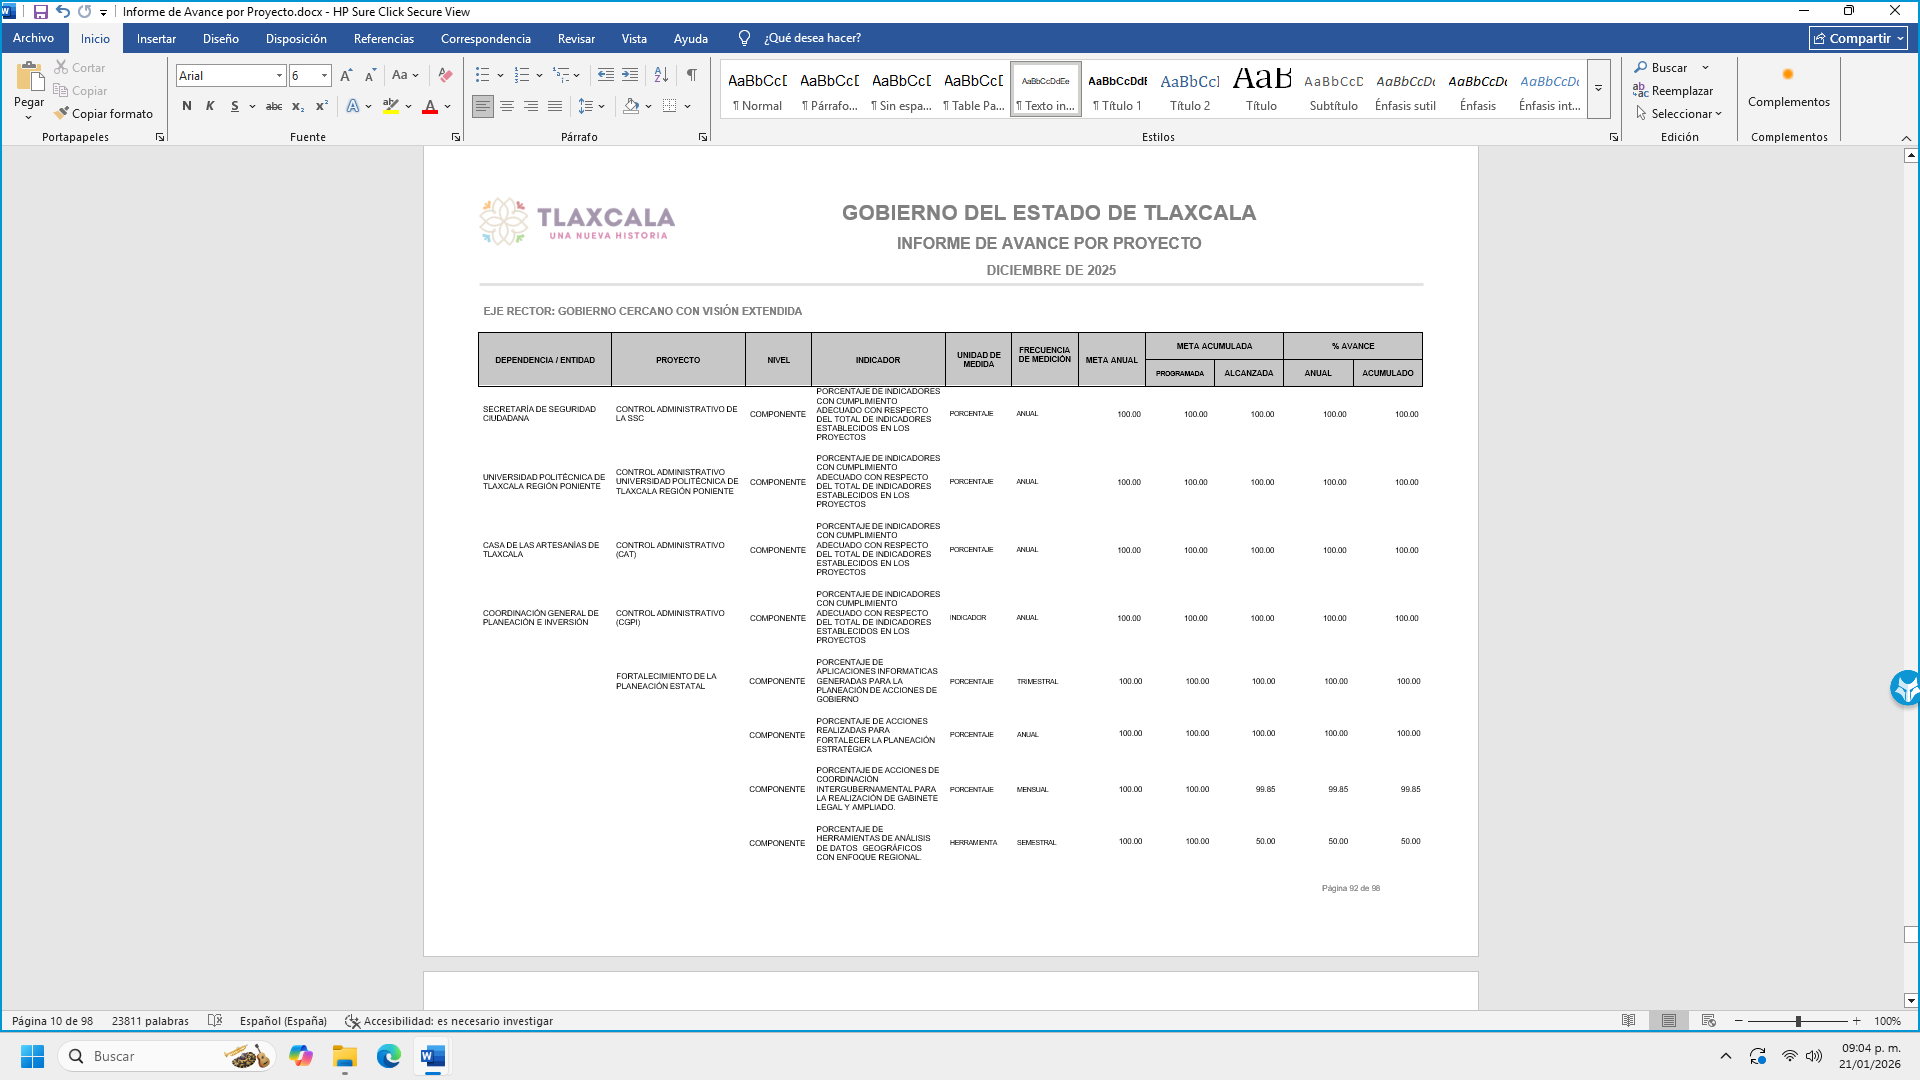 Informe de Avance por Proyecto.docx - HP Sure Click Secure View
Archivo
Inicio
Insertar
Diseño
Disposición
Referencias
Correspondencia
Revisar
Vista
Ayuda
¿Qué desea hacer?
Compartir
Pegar
Cortar
Copiar
Copiar formato
Portapapeles
Arial
6
Fuente
Párrafo
AaBbCcD
¶ Normal
¶ Párrafo...
¶ Sin espa...
¶ Table Pa...
AaBbCcDdEe
¶ Texto in...
¶ Título 1
Título 2
AaB
Título
Subtítulo
Énfasis sutil
Énfasis
Énfasis int...
Estilos
Buscar
Reemplazar
Seleccionar
Edición
Complementos
Complementos
TLAXCALA
UNA NUEVA HISTORIA
GOBIERNO DEL ESTADO DE TLAXCALA
INFORME DE AVANCE POR PROYECTO
DICIEMBRE DE 2025
EJE RECTOR: GOBIERNO CERCANO CON VISIÓN EXTENDIDA
DEPENDENCIA / ENTIDAD
PROYECTO
NIVEL
INDICADOR
UNIDAD DE
MEDIDA
FRECUENCIA
DE MEDICIÓN
META ANUAL
META ACUMULADA
PROGRAMADA
ALCANZADA
% AVANCE
ANUAL
ACUMULADO
SECRETARÍA DE SEGURIDAD
CIUDADANA
CONTROL ADMINISTRATIVO DE
LA SSC
COMPONENTE
PORCENTAJE DE INDICADORES
CON CUMPLIMIENTO
ADECUADO CON RESPECTO
DEL TOTAL DE INDICADORES
ESTABLECIDOS EN LOS
PROYECTOS
PORCENTAJE
ANUAL
100.00 100.00 100.00 100.00 100.00
UNIVERSIDAD POLITÉCNICA DE
TLAXCALA REGIÓN PONIENTE
CONTROL ADMINISTRATIVO
UNIVERSIDAD POLITÉCNICA DE
TLAXCALA REGIÓN PONIENTE
COMPONENTE
PORCENTAJE DE INDICADORES
CON CUMPLIMIENTO
ADECUADO CON RESPECTO
DEL TOTAL DE INDICADORES
ESTABLECIDOS EN LOS
PROYECTOS
PORCENTAJE
ANUAL
100.00 100.00 100.00 100.00 100.00
CASA DE LAS ARTESANÍAS DE
TLAXCALA
CONTROL ADMINISTRATIVO
(CAT)
COMPONENTE
PORCENTAJE DE INDICADORES
CON CUMPLIMIENTO
ADECUADO CON RESPECTO
DEL TOTAL DE INDICADORES
ESTABLECIDOS EN LOS
PROYECTOS
PORCENTAJE
ANUAL
100.00 100.00 100.00 100.00 100.00
COORDINACIÓN GENERAL DE
PLANEACIÓN E INVERSIÓN
CONTROL ADMINISTRATIVO
(CGPI)
COMPONENTE
PORCENTAJE DE INDICADORES
CON CUMPLIMIENTO
ADECUADO CON RESPECTO
DEL TOTAL DE INDICADORES
ESTABLECIDOS EN LOS
PROYECTOS
INDICADOR
ANUAL
100.00 100.00 100.00 100.00 100.00
FORTALECIMIENTO DE LA
PLANEACIÓN ESTATAL
COMPONENTE
PORCENTAJE DE
APLICACIONES INFORMATICAS
GENERADAS PARA LA
PLANEACIÓN DE ACCIONES DE
GOBIERNO
PORCENTAJE
TRIMESTRAL
100.00 100.00 100.00 100.00 100.00
COMPONENTE
PORCENTAJE DE ACCIONES
REALIZADAS PARA
FORTALECER LA PLANEACIÓN
ESTRATÉGICA
PORCENTAJE
ANUAL
100.00 100.00 100.00 100.00 100.00
COMPONENTE
PORCENTAJE DE ACCIONES DE
COORDINACIÓN
INTERGUBERNAMENTAL PARA
LA REALIZACIÓN DE GABINETE
LEGAL Y AMPLIADO.
PORCENTAJE
MENSUAL
100.00 100.00 99.85 99.85 99.85
COMPONENTE
PORCENTAJE DE
HERRAMIENTAS DE ANÁLISIS
DE DATOS GEOGRÁFICOS
CON ENFOQUE REGIONAL.
HERRAMIENTA
SEMESTRAL
100.00 100.00 50.00 50.00 50.00
Página 92 de 98
Página 10 de 98
23811 palabras
Español (España)
Accesibilidad: es necesario investigar
100%
Buscar
09:04 p. m.
21/01/2026